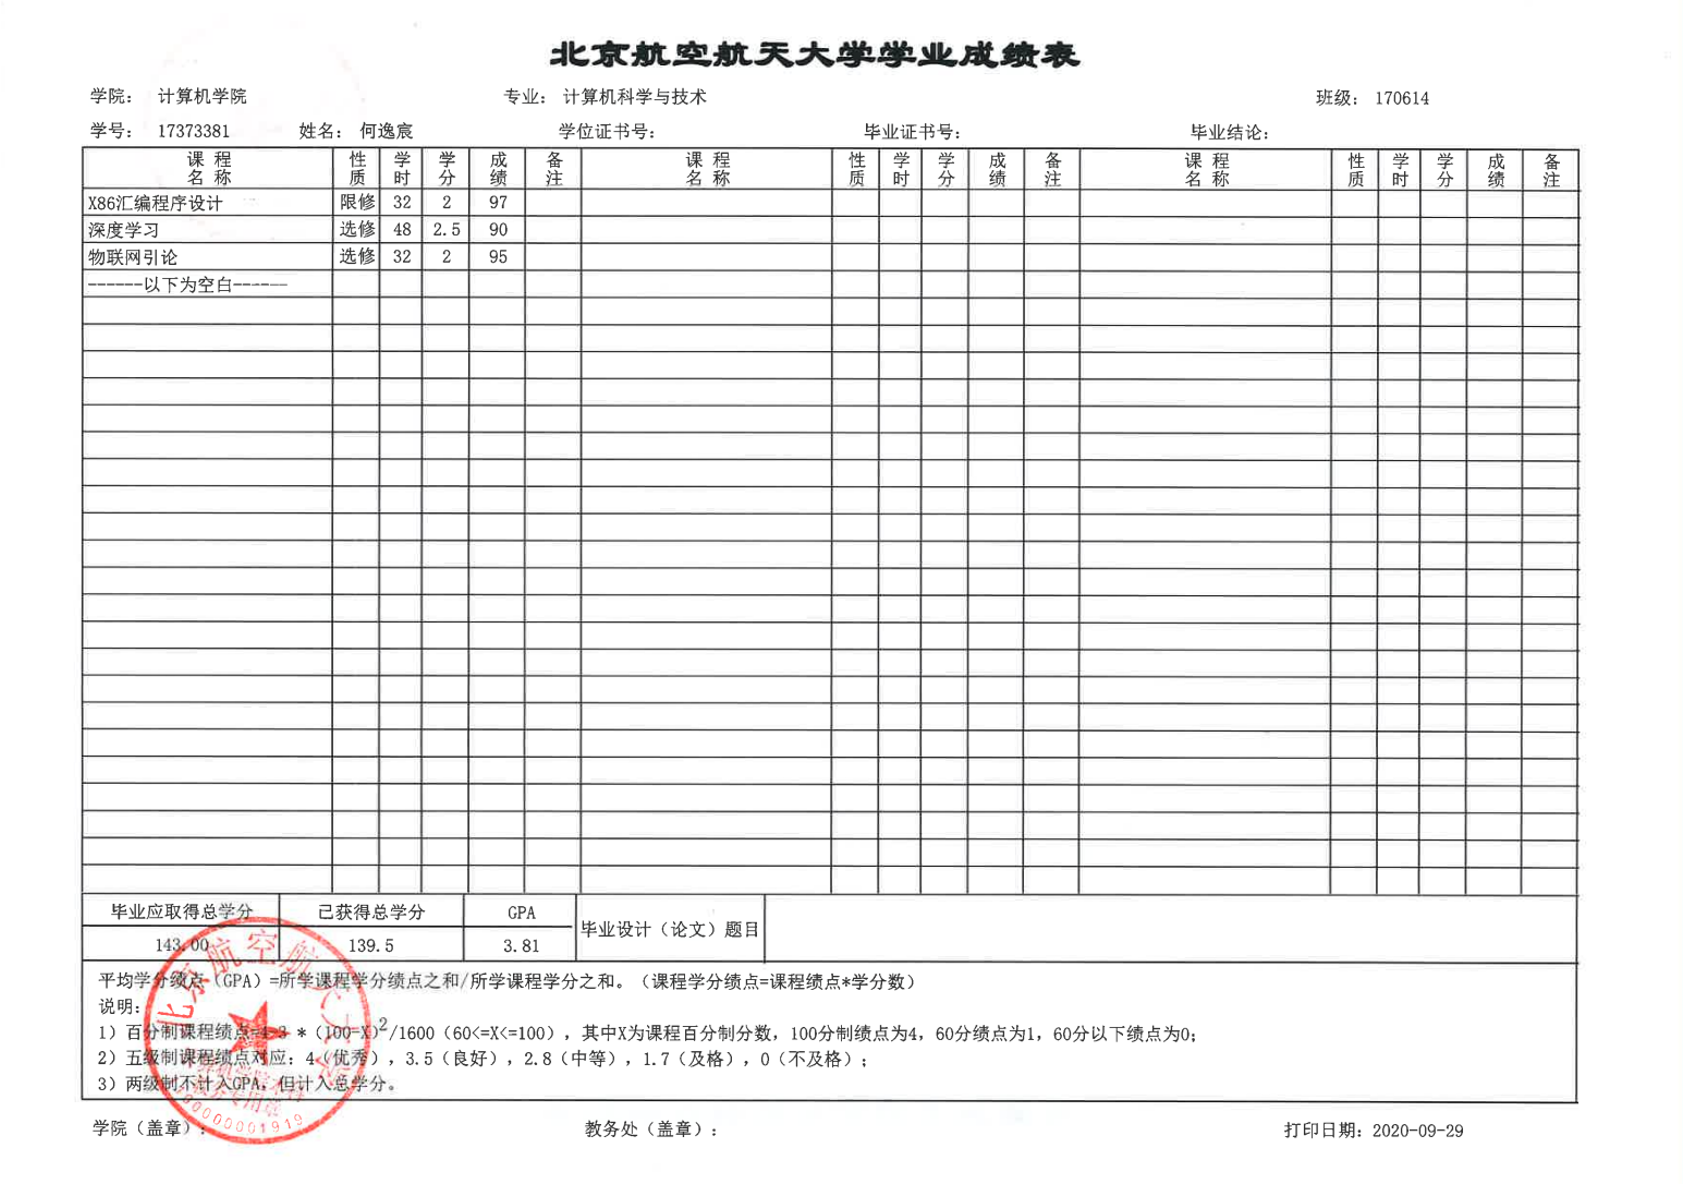 北京航空航天大学学业成绩表
学院： 计算机学院 专业： 计算机科学与技术 班级： 170614
学号： 17373381 姓名： 何逸宸 学位证书号： 毕业证书号： 毕业结论：
课程名称 性质 学时 学分 成绩 备注 课程名称 性质 学时 学分 成绩 备注 课程名称 性质 学时 学分 成绩 备注
X86汇编程序设计 限修 32 2 97
深度学习 选修 48 2.5 90
物联网引论 选修 32 2 95
------以下为空白------
毕业应取得总学分 已获得总学分 GPA 毕业设计（论文）题目
143.00 139.5 3.81
平均学分绩点（GPA）=所学课程学分绩点之和/所学课程学分之和。（课程学分绩点=课程绩点*学分数）
说明：
1）百分制课程绩点=4-3 *（100-X）²/1600（60<=X<=100），其中X为课程百分制分数，100分制绩点为4，60分绩点为1，60分以下绩点为0；
2）五级制课程绩点对应：4（优秀），3.5（良好），2.8（中等），1.7（及格），0（不及格）；
3）两级制不计入GPA，但计入总学分。
学院（盖章）： 教务处（盖章）： 打印日期：2020-09-29
北京航空航天大学